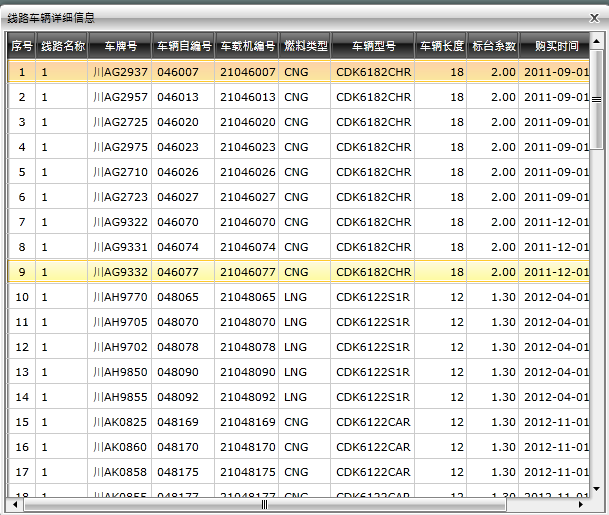 线路车辆详细信息
序号 线路名称 车牌号 车辆自编号 车载机编号 燃料类型 车辆型号 车辆长度 标台系数 购买时间
1 1 川AG2937 046007 21046007 CNG CDK6182CHR 18 2.00 2011-09-01
2 1 川AG2957 046013 21046013 CNG CDK6182CHR 18 2.00 2011-09-01
3 1 川AG2725 046020 21046020 CNG CDK6182CHR 18 2.00 2011-09-01
4 1 川AG2975 046023 21046023 CNG CDK6182CHR 18 2.00 2011-09-01
5 1 川AG2710 046026 21046026 CNG CDK6182CHR 18 2.00 2011-09-01
6 1 川AG2723 046027 21046027 CNG CDK6182CHR 18 2.00 2011-09-01
7 1 川AG9322 046070 21046070 CNG CDK6182CHR 18 2.00 2011-12-01
8 1 川AG9331 046074 21046074 CNG CDK6182CHR 18 2.00 2011-12-01
9 1 川AG9332 046077 21046077 CNG CDK6182CHR 18 2.00 2011-12-01
10 1 川AH9770 048065 21048065 LNG CDK6122S1R 12 1.30 2012-04-01
11 1 川AH9705 048070 21048070 LNG CDK6122S1R 12 1.30 2012-04-01
12 1 川AH9702 048078 21048078 LNG CDK6122S1R 12 1.30 2012-04-01
13 1 川AH9850 048090 21048090 LNG CDK6122S1R 12 1.30 2012-04-01
14 1 川AH9855 048092 21048092 LNG CDK6122S1R 12 1.30 2012-04-01
15 1 川AK0825 048169 21048169 CNG CDK6122CAR 12 1.30 2012-11-01
16 1 川AK0860 048170 21048170 CNG CDK6122CAR 12 1.30 2012-11-01
17 1 川AK0858 048175 21048175 CNG CDK6122CAR 12 1.30 2012-11-01
18 1 川AK0855 048177 21048177 CNG CDK6122CAR 12 1.30 2012-11-01